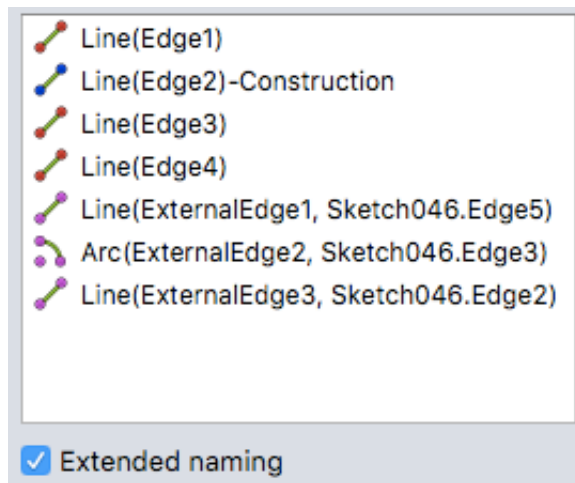 Line(Edge1)
Line(Edge2)-Construction
Line(Edge3)
Line(Edge4)
Line(ExternalEdge1, Sketch046.Edge5)
Arc(ExternalEdge2, Sketch046.Edge3)
Line(ExternalEdge3, Sketch046.Edge2)
Extended naming